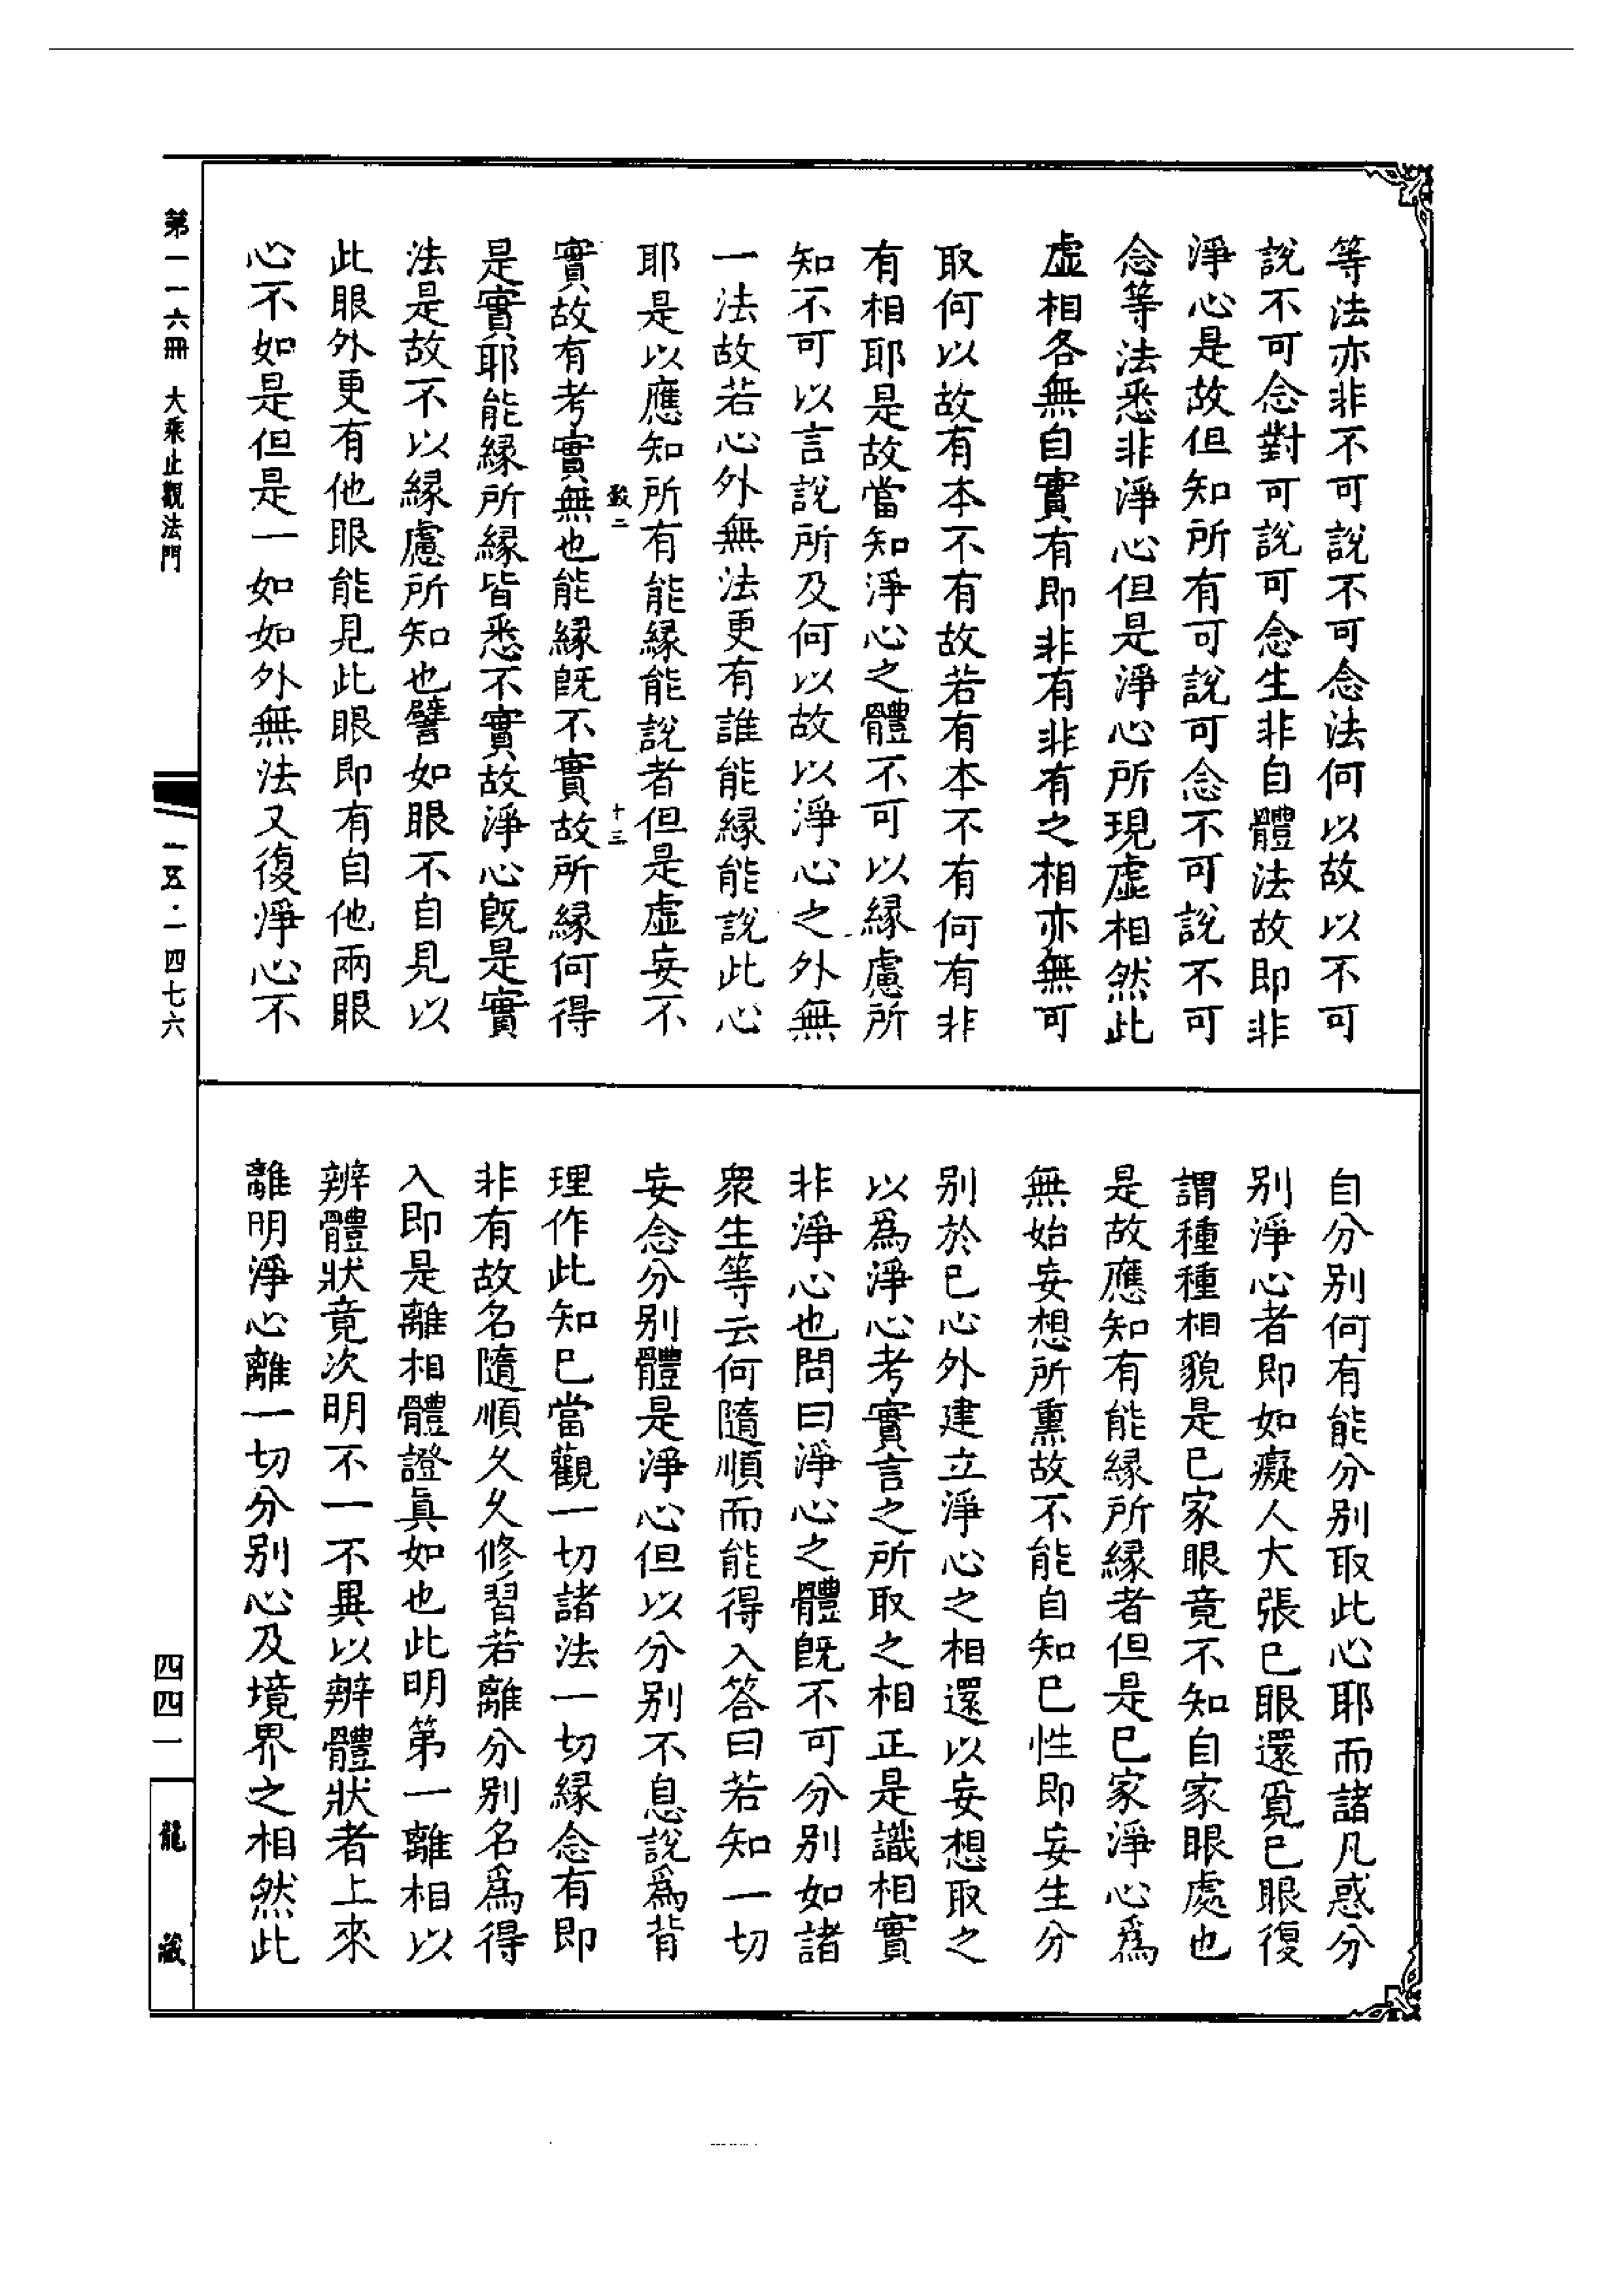 等法亦非不可說不可念法何以故以不可
說不可念對可說可念生非自體法故即非
淨心是故但知所有可說可念不可說不可
念等法悉非淨心但是淨心所現虛相然此
虛相各無自實有即非有非有之相亦無可
取何以故有本不有故若有本不有何有非
有相耶是故當知淨心之體不可以緣慮所
知不可以言說所及何以故以淨心之外無
一法故若心外無法更有誰能緣能說此心
耶是以應知所有能緣能說者但是虛妄不
十三
實故有考實無也能緣既不實故所緣何得
是實耶能緣所緣皆悉不實故淨心既是實
法是故不以緣慮所知也譬如眼不自見以
此眼外更有他眼能見此眼即有自他兩眼
心不如是但是一如如外無法又復淨心不
自分別何有能分別取此心耶而諸凡惑分
別淨心者即如癡人大張己眼還覓己眼復
謂種種相貌是己家眼竟不知自家眼處也
是故應知有能緣所緣者但是己家淨心爲
無始妄想所熏故不能自知己性即妄生分
別於己心外建立淨心之相還以妄想取之
以爲淨心考實言之所取之相正是識相實
非淨心也問曰淨心之體既不可分別如諸
衆生等云何隨順而能得入答曰若知一切
妄念分別體是淨心但以分別不息說爲背
理作此知已當觀一切諸法一切緣念有即
非有故名隨順久久修習若離分別名爲得
入即是離相體證眞如也此明第一離相以
辨體狀竟次明不一不異以辨體狀者上來
離明淨心離一切分別心及境界之相然此
第一一六冊 大乘止觀法門
一五·一四七六
四四一
龍藏